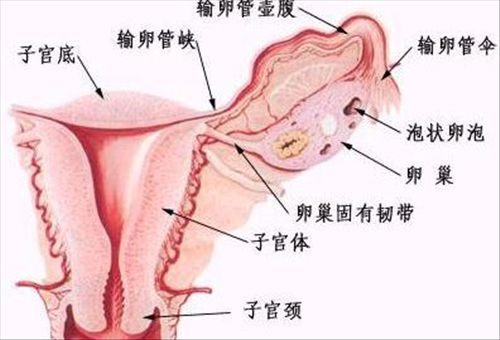 输卵管壶腹
子宫底
输卵管峡
输卵管伞
泡状卵泡
卵巢
卵巢固有韧带
子宫体
子宫颈